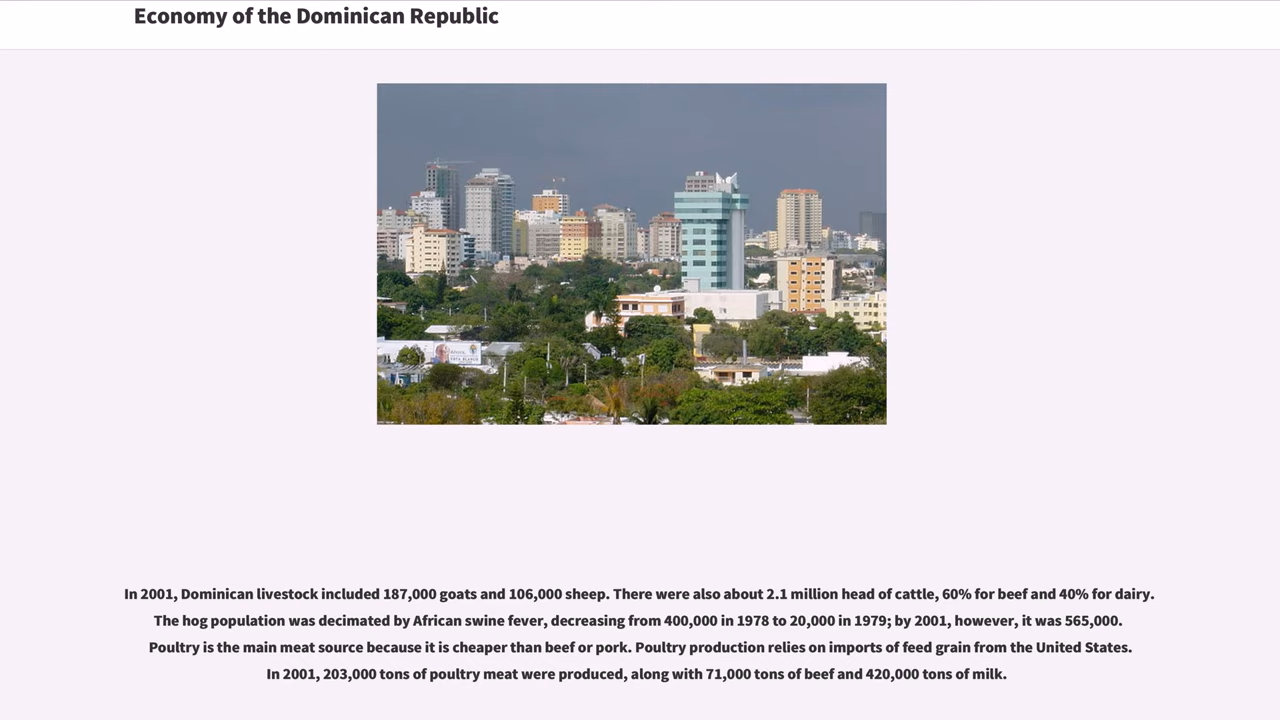 Economy of the Dominican Republic
In 2001, Dominican livestock included 187,000 goats and 106,000 sheep. There were also about 2.1 million head of cattle, 60% for beef and 40% for dairy.
The hog population was decimated by African swine fever, decreasing from 400,000 in 1978 to 20,000 in 1979; by 2001, however, it was 565,000.
Poultry is the main meat source because it is cheaper than beef or pork. Poultry production relies on imports of feed grain from the United States.
In 2001, 203,000 tons of poultry meat were produced, along with 71,000 tons of beef and 420,000 tons of milk.